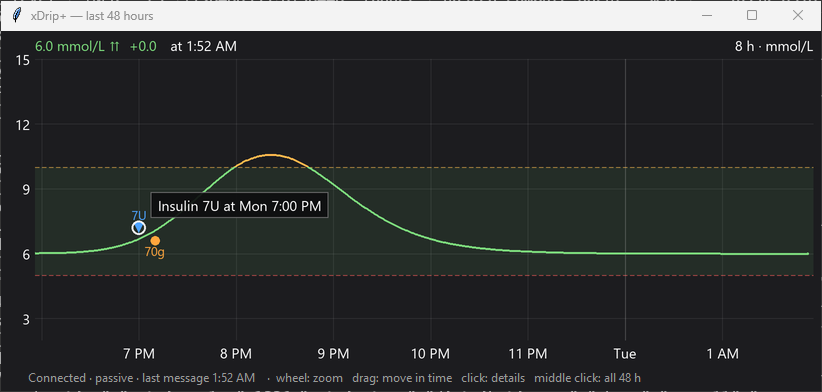 xDrip+ — last 48 hours
6.0 mmol/L ⇈ +0.0 at 1:52 AM
8 h · mmol/L
15
12
9
6
3
Insulin 7U at Mon 7:00 PM
7U
70g
7 PM
8 PM
9 PM
10 PM
11 PM
Tue
1 AM
Connected · passive · last message 1:52 AM · wheel: zoom drag: move in time click: details middle click: all 48 h